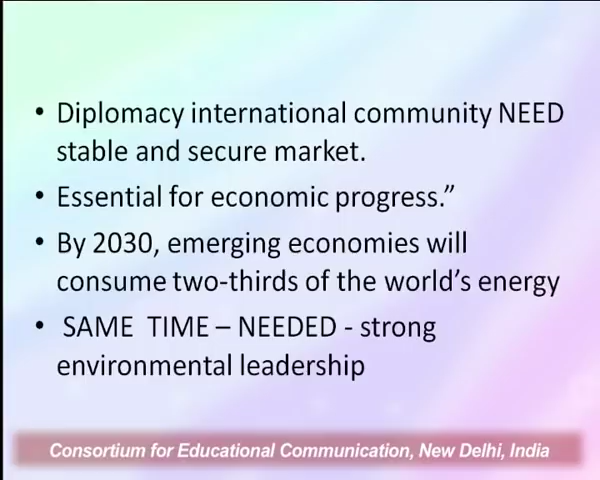 • Diplomacy international community NEED
stable and secure market.
• Essential for economic progress.”
• By 2030, emerging economies will
consume two-thirds of the world’s energy
• SAME TIME – NEEDED - strong
environmental leadership
Consortium for Educational Communication, New Delhi, India